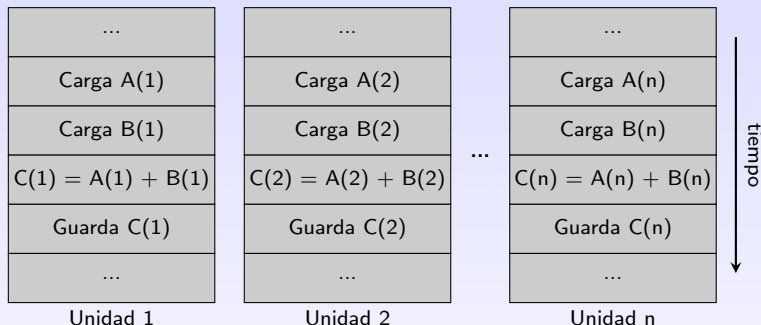 ...
Carga A(1)
Carga B(1)
C(1) = A(1) + B(1)
Guarda C(1)
...
Unidad 1
...
Carga A(2)
Carga B(2)
C(2) = A(2) + B(2)
Guarda C(2)
...
Unidad 2
...
...
Carga A(n)
Carga B(n)
C(n) = A(n) + B(n)
Guarda C(n)
...
Unidad n
tiempo